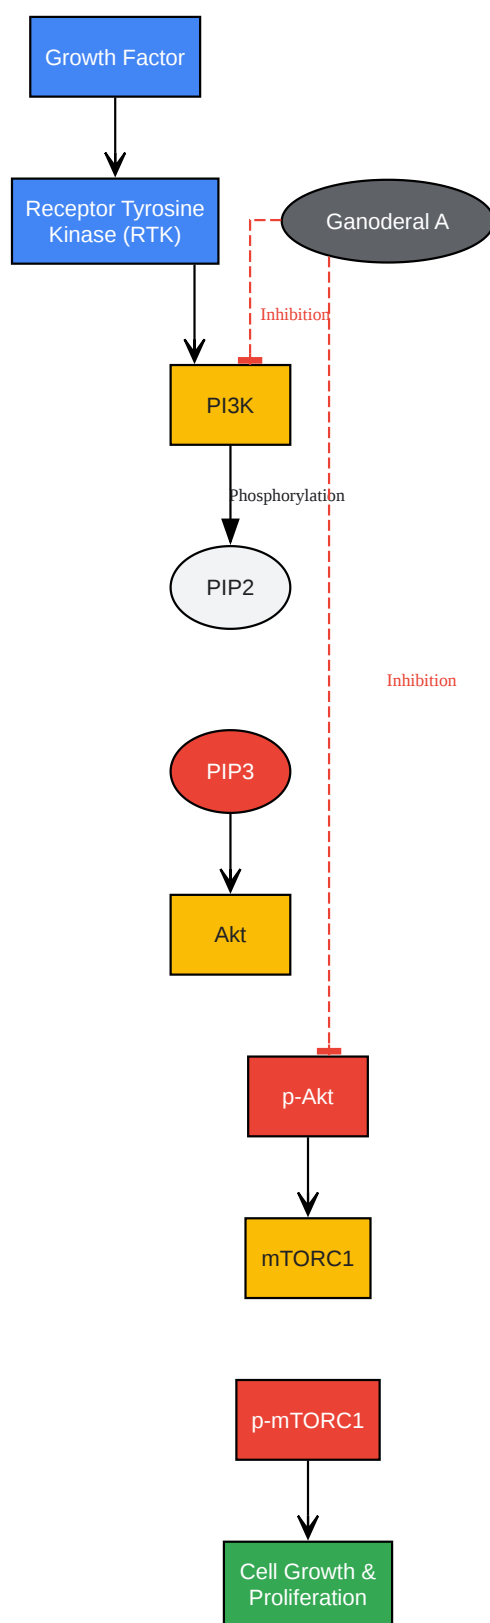 Growth Factor
Receptor Tyrosine
Kinase (RTK)
Ganoderal A
Inhibition
PI3K
Phosphorylation
PIP2
Inhibition
PIP3
Akt
p-Akt
mTORC1
p-mTORC1
Cell Growth &
Proliferation